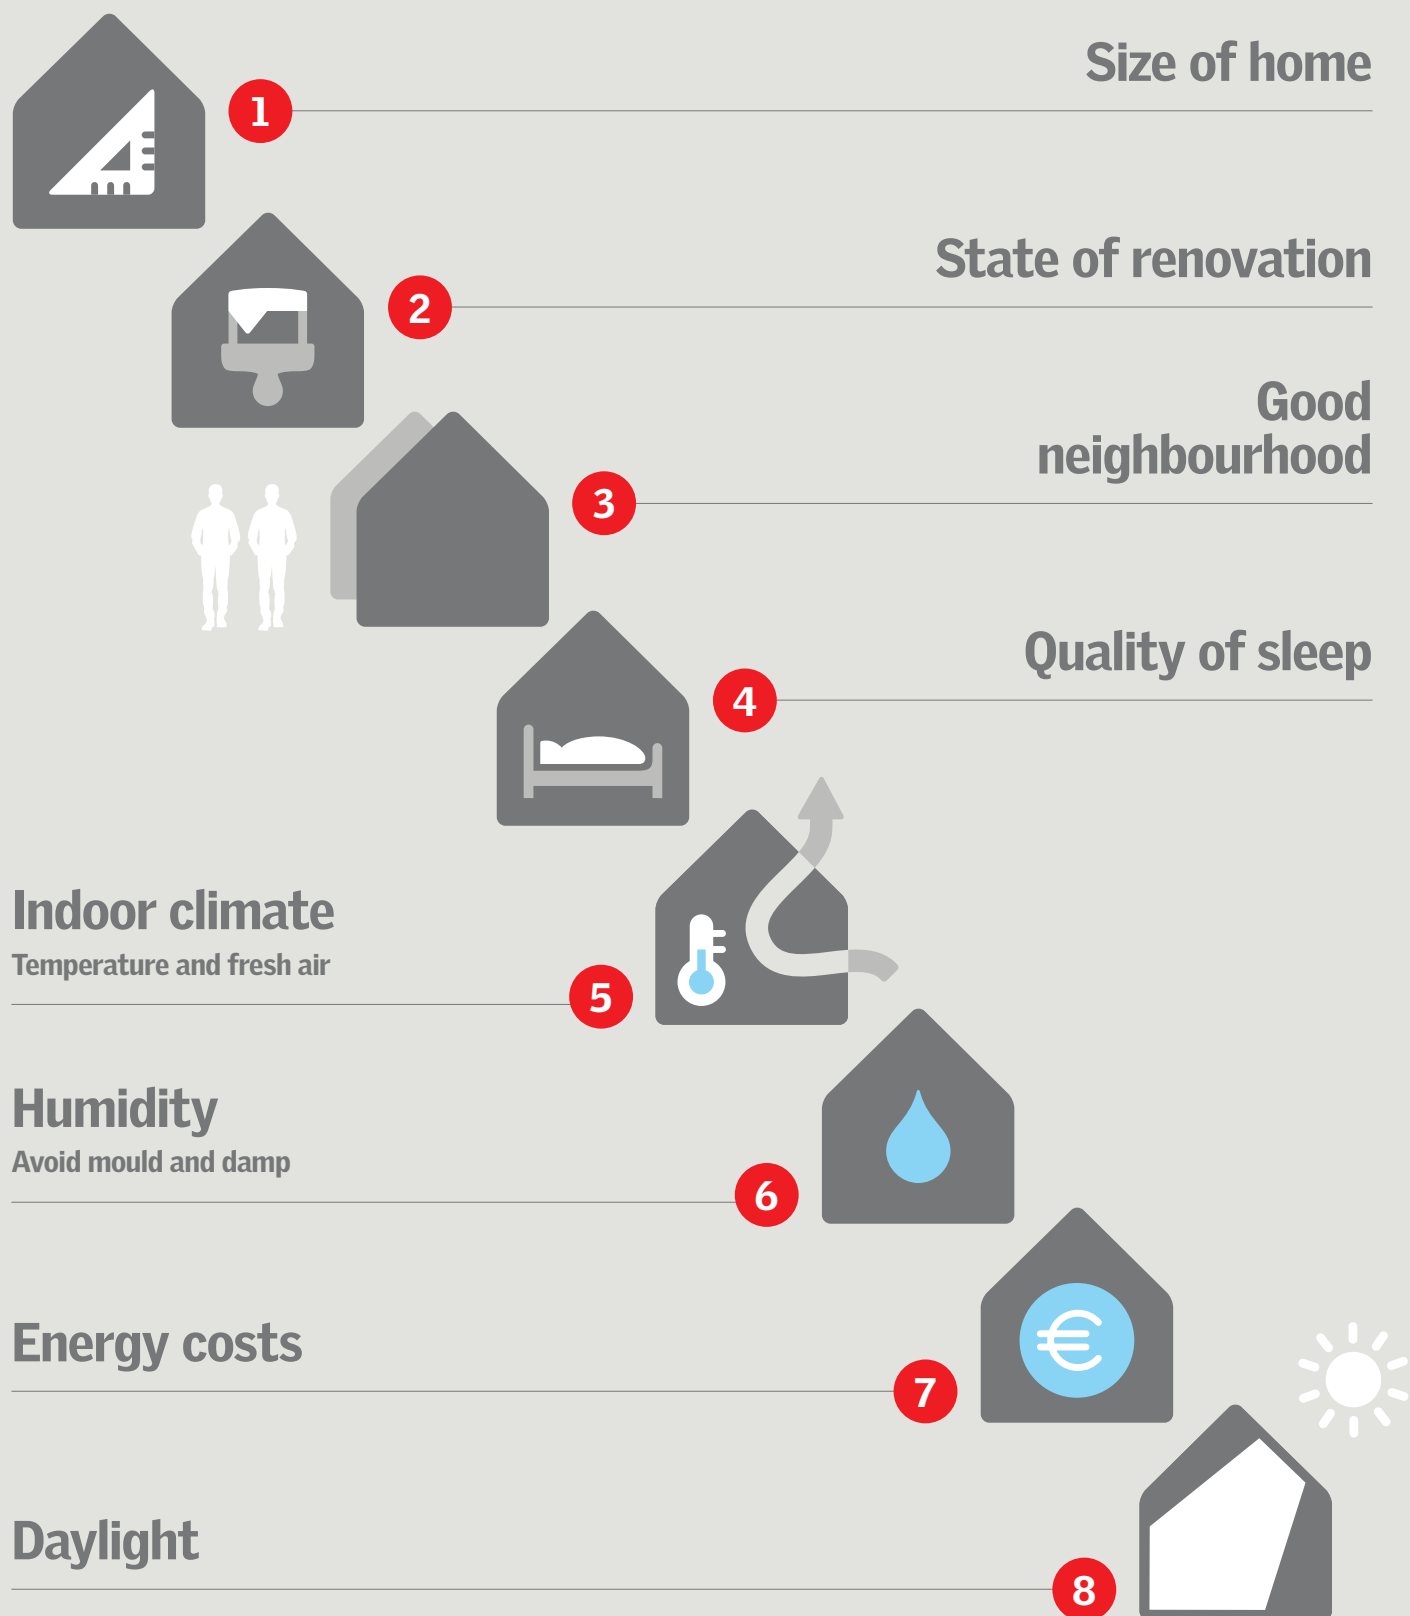 1
Size of home
2
State of renovation
3
Good
neighbourhood
4
Quality of sleep
Indoor climate
Temperature and fresh air
5
Humidity
Avoid mould and damp
6
Energy costs
€
7
Daylight
8